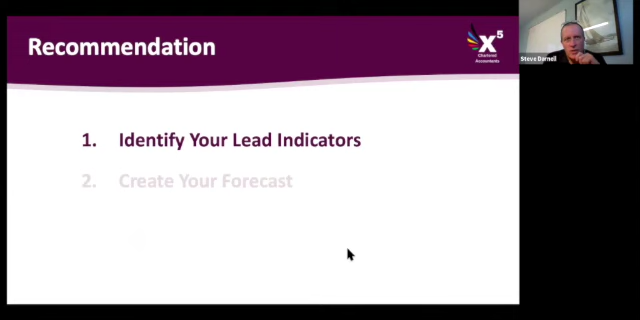 Recommendation
x5
Chartered
Accountants
Steve Darnell
1. Identify Your Lead Indicators
2. Create Your Forecast